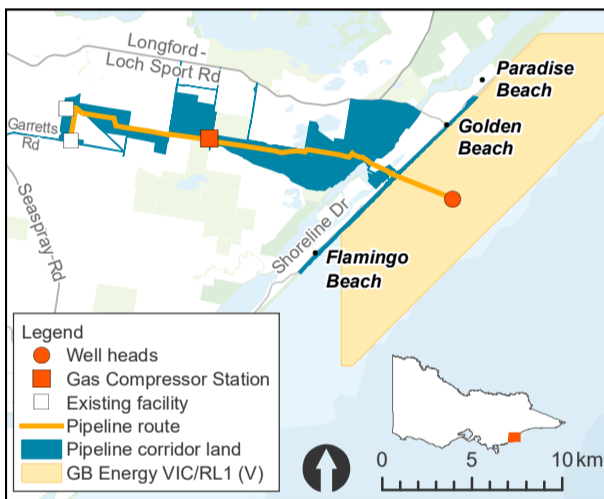 Longford-
Loch Sport Rd
Paradise
Beach
Golden
Beach
Garretts
Rd
Seaspray Rd
Shoreline Dr
Flamingo
Beach
Legend
Well heads
Gas Compressor Station
Existing facility
Pipeline route
Pipeline corridor land
GB Energy VIC/RL1 (V)
0 5 10 km